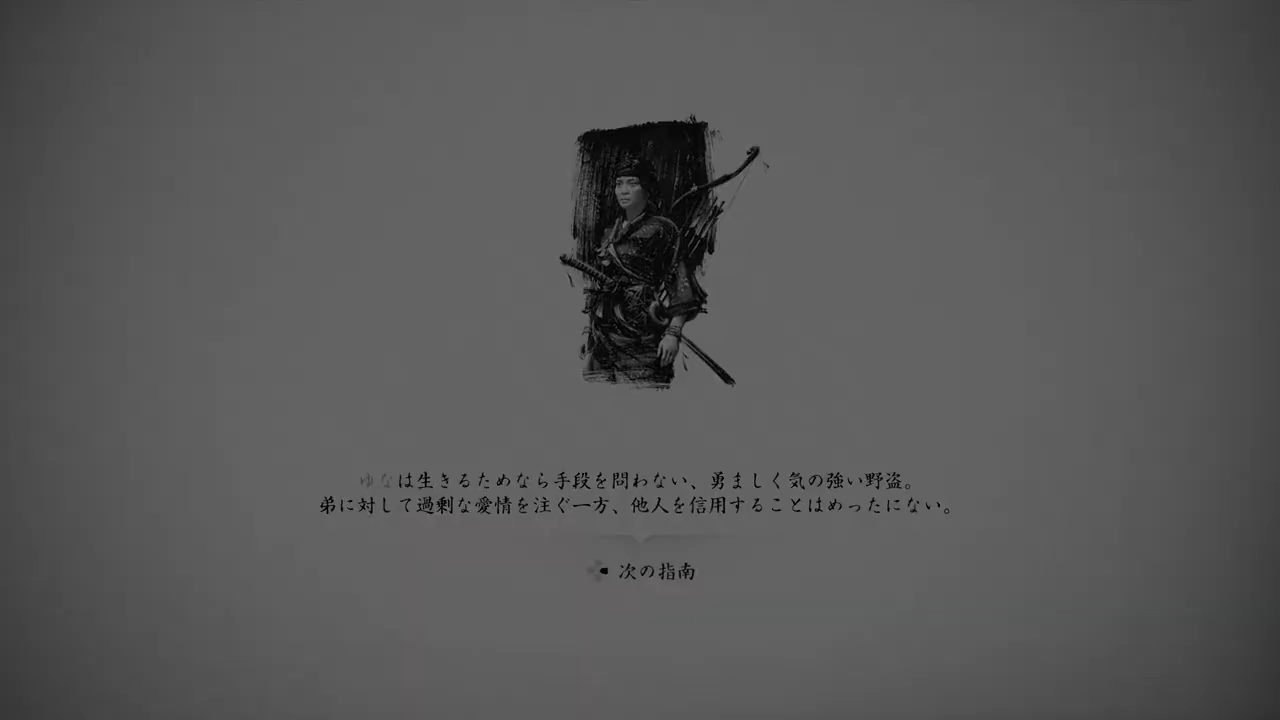 ゆなは生きるためなら手段を問わない、勇ましく気の強い野盗。
弟に対して過剰な愛情を注ぐ一方、他人を信用することはめったにない。
次の指南